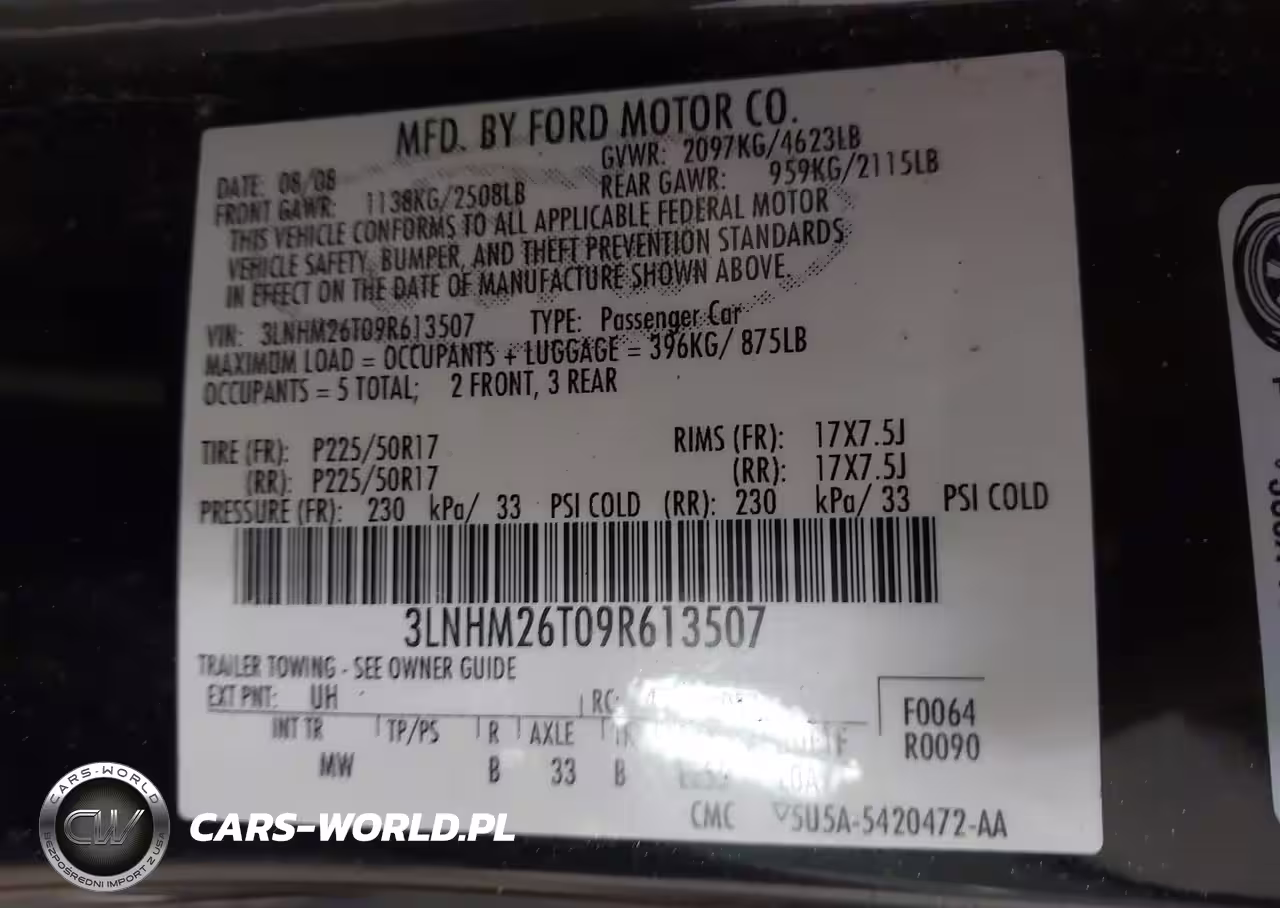 MFD. BY FORD MOTOR CO.
DATE: 08/08 GVWR: 2097KG/4623LB
FRONT GAWR: 1138KG/2508LB REAR GAWR: 959KG/2115LB
THIS VEHICLE CONFORMS TO ALL APPLICABLE FEDERAL MOTOR
VEHICLE SAFETY, BUMPER, AND THEFT PREVENTION STANDARDS
IN EFFECT ON THE DATE OF MANUFACTURE SHOWN ABOVE.
VIN: 3LNHM26T09R613507 TYPE: Passenger Car
MAXIMUM LOAD = OCCUPANTS + LUGGAGE = 396KG/ 875LB
OCCUPANTS = 5 TOTAL; 2 FRONT, 3 REAR
TIRE (FR): P225/50R17 RIMS (FR): 17X7.5J
(RR): P225/50R17 (RR): 17X7.5J
PRESSURE (FR): 230 kPa/ 33 PSI COLD (RR): 230 kPa/ 33 PSI COLD
3LNHM26T09R613507
TRAILER TOWING - SEE OWNER GUIDE
EXT PNT: UH RC:
F0064
INT TR TP/PS R AXLE
R0090
MW B 33 B
CMC 5U5A-5420472-AA
CARS-WORLD
CW
BEZPOŚREDNI IMPORT Z USA
CARS-WORLD.PL